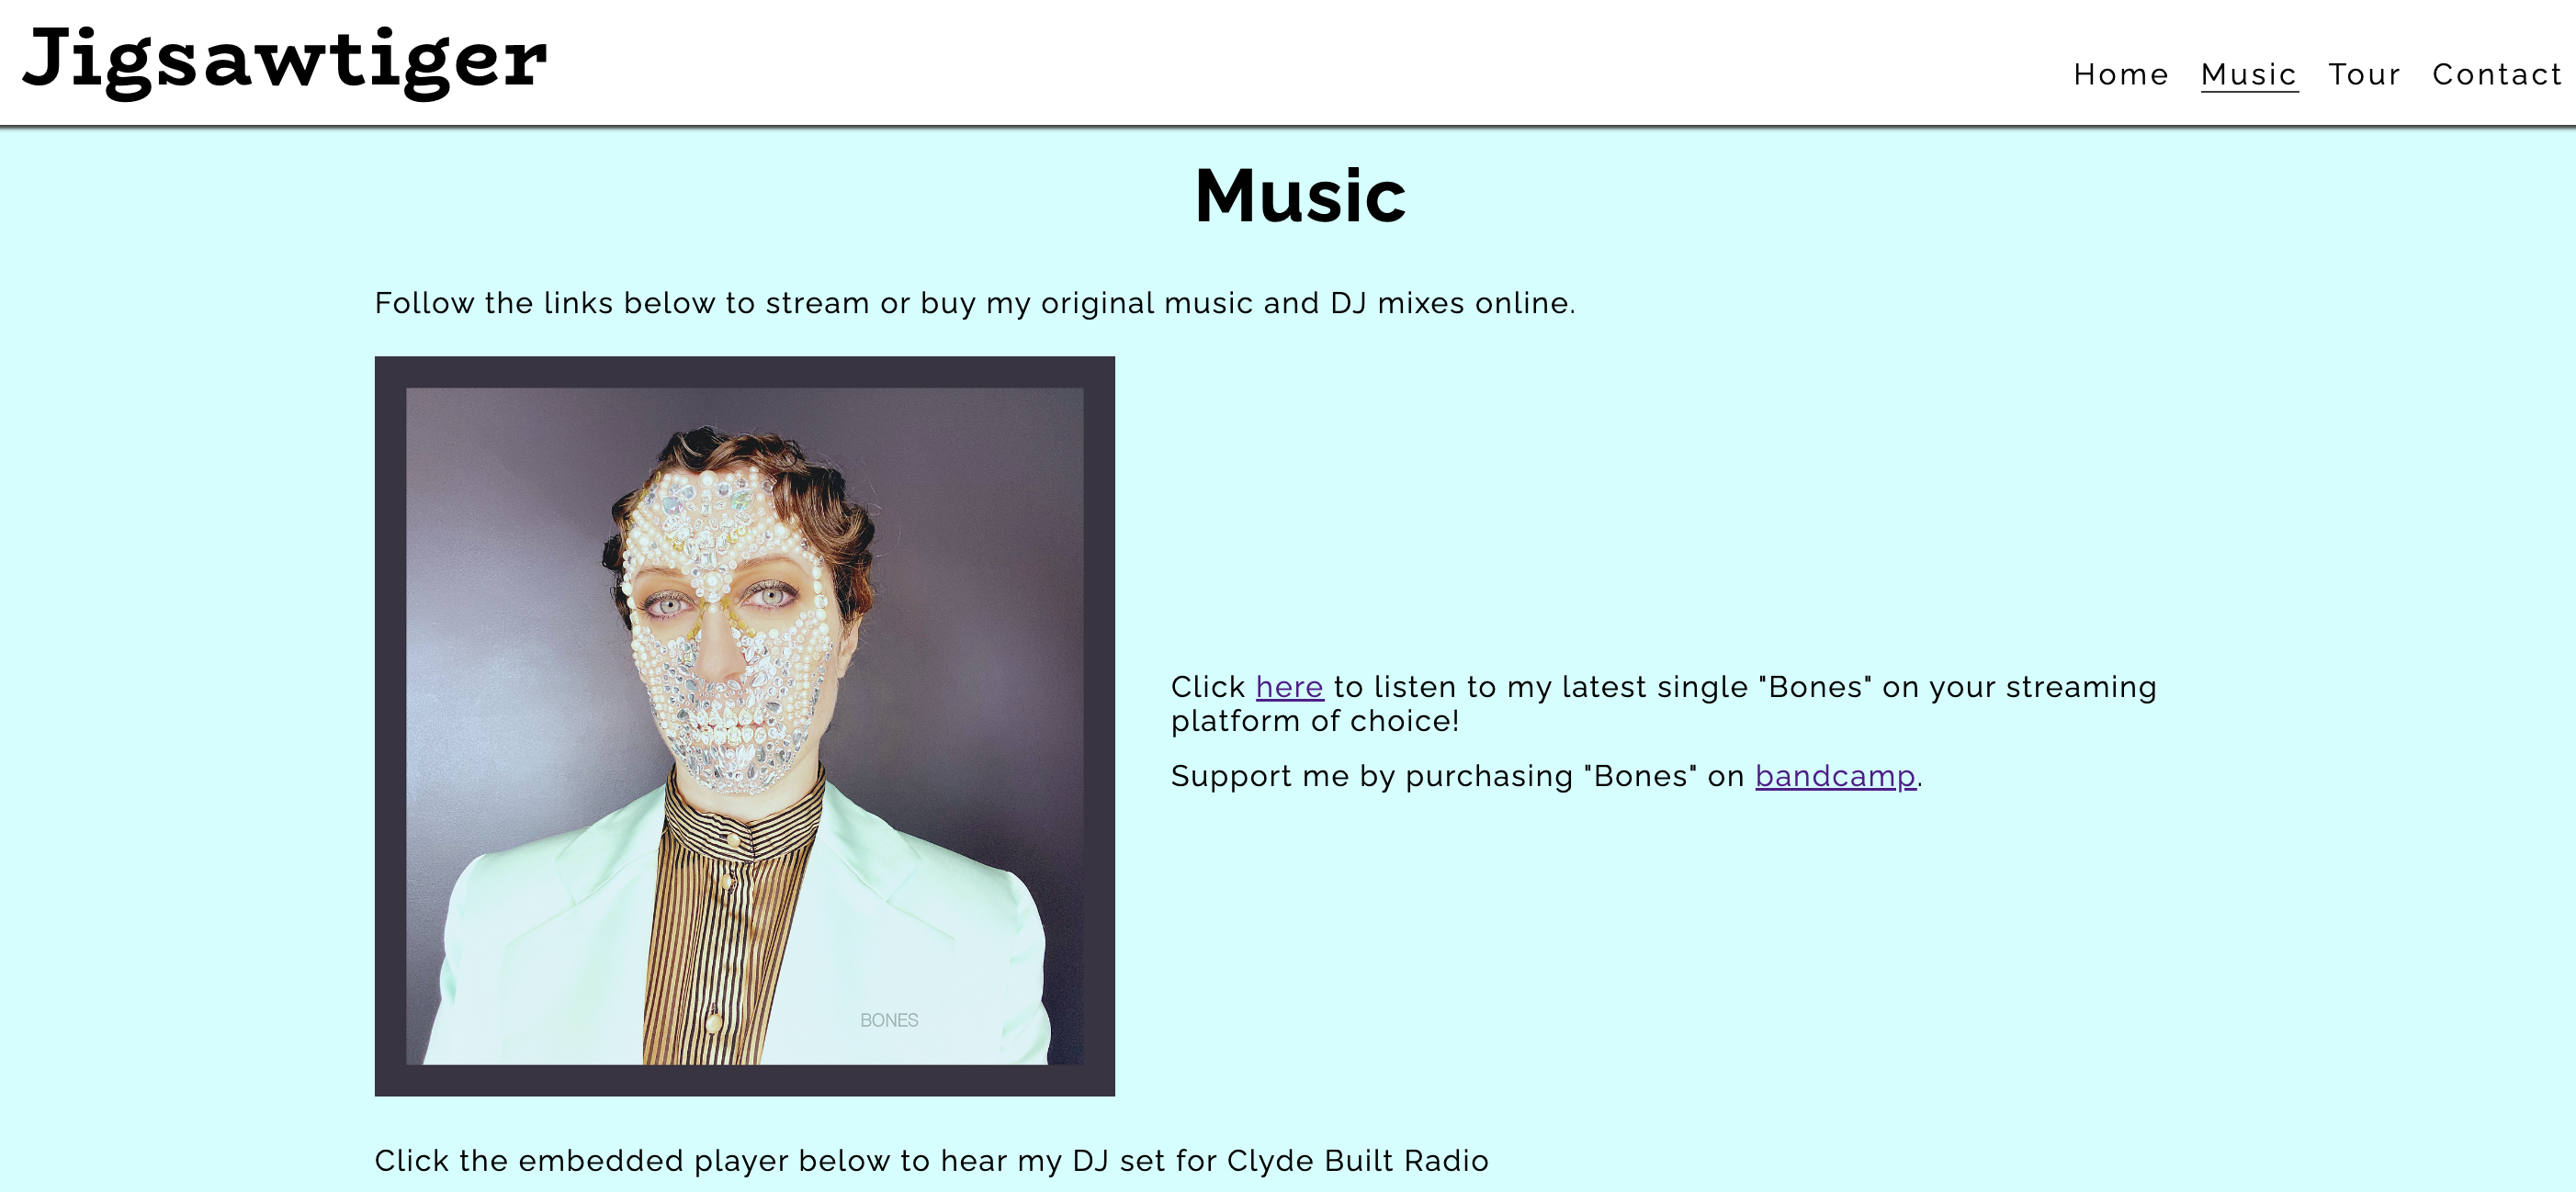 Jigsawtiger
Home Music Tour Contact
Music
Follow the links below to stream or buy my original music and DJ mixes online.
Click here to listen to my latest single "Bones" on your streaming
platform of choice!
Support me by purchasing "Bones" on bandcamp.
BONES
Click the embedded player below to hear my DJ set for Clyde Built Radio